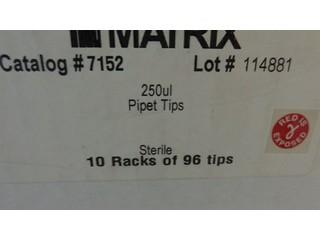 MATRIX
Catalog # 7152
Lot # 114881
250ul
Pipet Tips
RED IS
γ
EXPOSED
Sterile
10 Racks of 96 tips